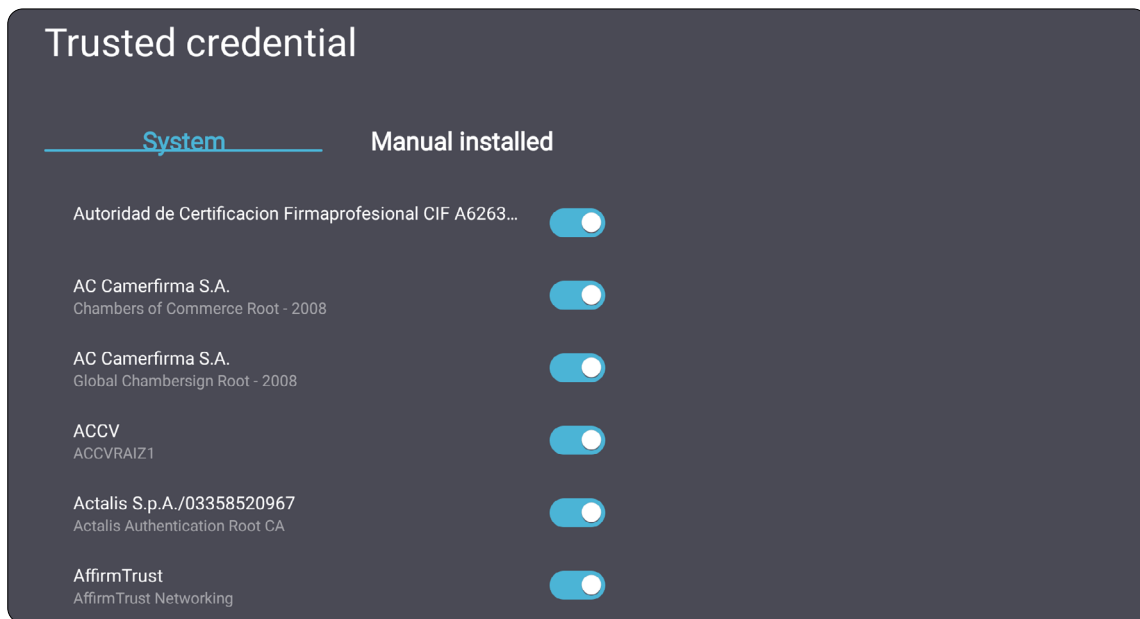 Trusted credential
System
Manual installed
Autoridad de Certificacion Firmaprofesional CIF A6263...
AC Camerfirma S.A.
Chambers of Commerce Root - 2008
AC Camerfirma S.A.
Global Chambersign Root - 2008
ACCV
ACCVRAIZ1
Actalis S.p.A./03358520967
Actalis Authentication Root CA
AffirmTrust
AffirmTrust Networking